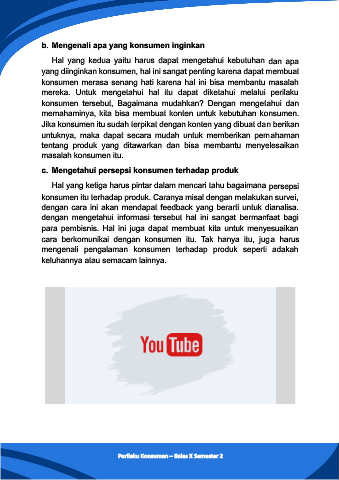 b. Mengenali apa yang konsumen inginkan
Hal yang kedua yaitu harus dapat mengetahui kebutuhan dan apa
yang diinginkan konsumen, hal ini sangat penting karena dapat membuat
konsumen merasa senang hati karena hal ini bisa membantu masalah
mereka. Untuk mengetahui hal itu dapat diketahui melalui perilaku
konsumen tersebut, Bagaimana mudahkan? Dengan mengetahui dan
memahaminya, kita bisa membuat konten untuk kebutuhan konsumen.
Jika konsumen itu sudah terpikat dengan konten yang dibuat dan berikan
untuknya, maka dapat secara mudah untuk memberikan pemahaman
tentang produk yang ditawarkan dan bisa membantu menyelesaikan
masalah konsumen itu.
c. Mengetahui persepsi konsumen terhadap produk
Hal yang ketiga harus pintar dalam mencari tahu bagaimana persepsi
konsumen itu terhadap produk. Caranya misal dengan melakukan survei,
dengan cara ini akan mendapat feedback yang berarti untuk dianalisa.
dengan mengetahui informasi tersebut hal ini sangat bermanfaat bagi
para pembisnis. Hal ini juga dapat membuat kita untuk menyesuaikan
cara berkomunikai dengan konsumen itu. Tak hanya itu, juga harus
mengenali pengalaman konsumen terhadap produk seperti adakah
keluhannya atau semacam lainnya.
YouTube
Perilaku Konsumen – Kelas X Semester 2